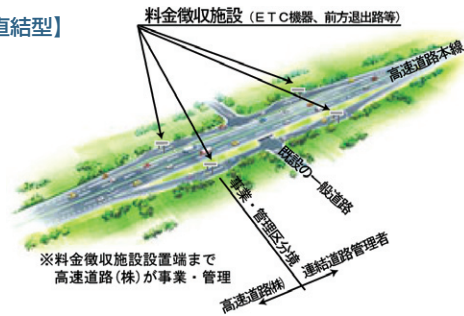 直結型】
料金徴収施設(ETC機器、前方退出路等)
高速道路本線
既設の一般道路
事業・管理区分境
※料金徴収施設設置端まで
高速道路(株)が事業・管理
連結道路管理者
高速道路㈱